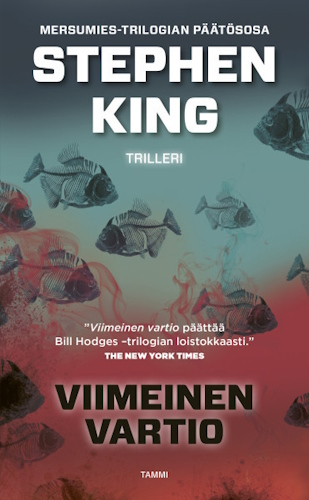 MERSUMIES-TRILOGIAN PÄÄTÖSOSA
STEPHEN
KING
TRILLERI
”Viimeinen vartio päättää
Bill Hodges –trilogian loistokkaasti.”
THE NEW YORK TIMES
VIIMEINEN
VARTIO
TAMMI